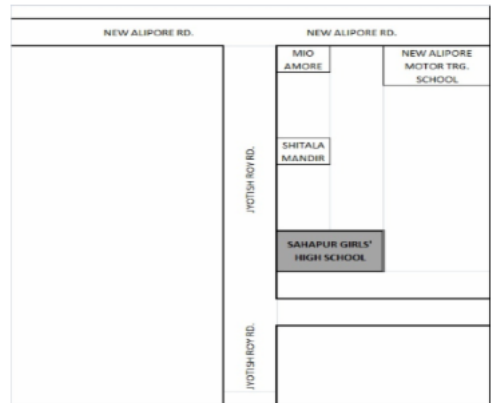 NEW ALIPORE RD.
NEW ALIPORE RD.
MIO
AMORE
NEW ALIPORE
MOTOR TRG.
SCHOOL
JYOTISH ROY RD.
SHITALA
MANDIR
SAHAPUR GIRLS'
HIGH SCHOOL
JYOTISH ROY RD.